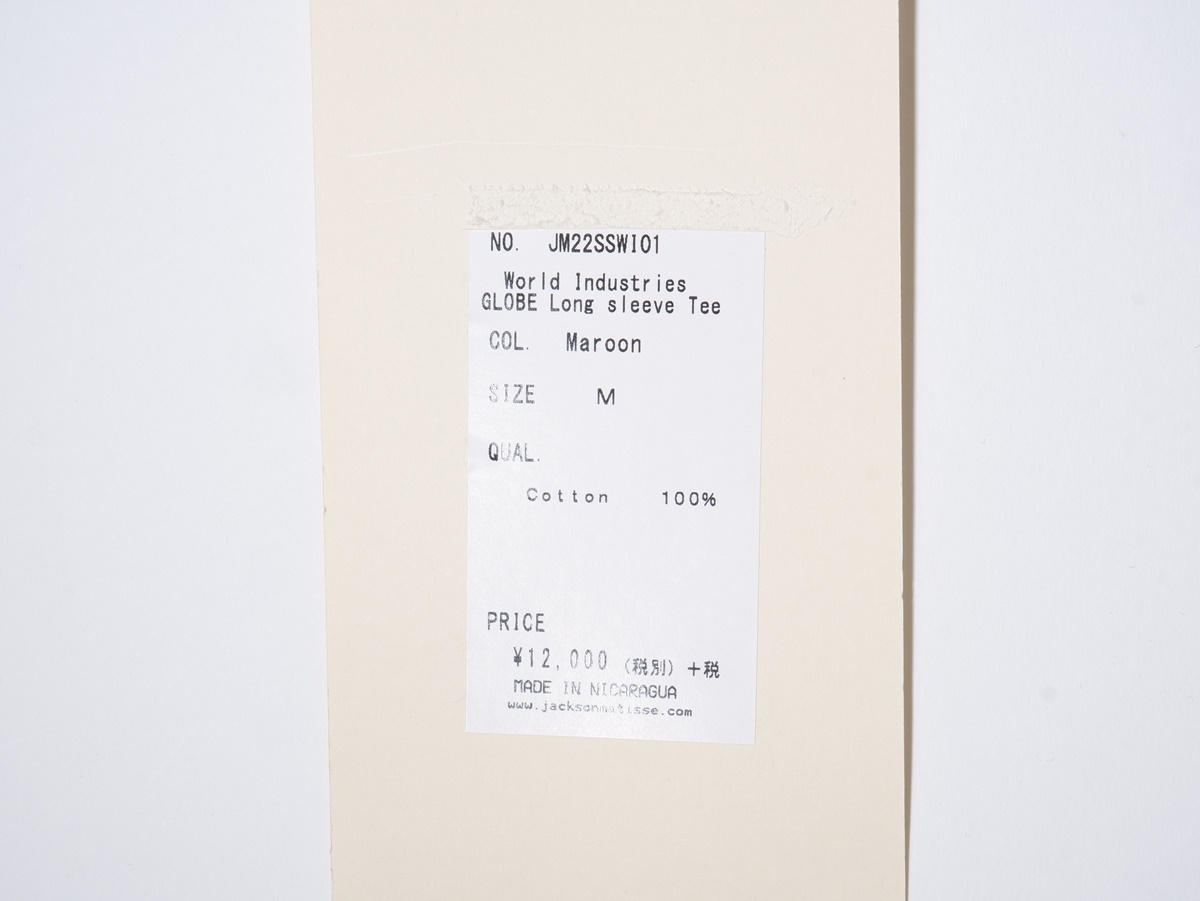 NO. JM22SSWI01
World Industries
GLOBE Long sleeve Tee
COL. Maroon
SIZE M
QUAL.
Cotton 100%
PRICE
¥12,000 (税別) +税
MADE IN NICARAGUA
www.jacksonmatisse.com